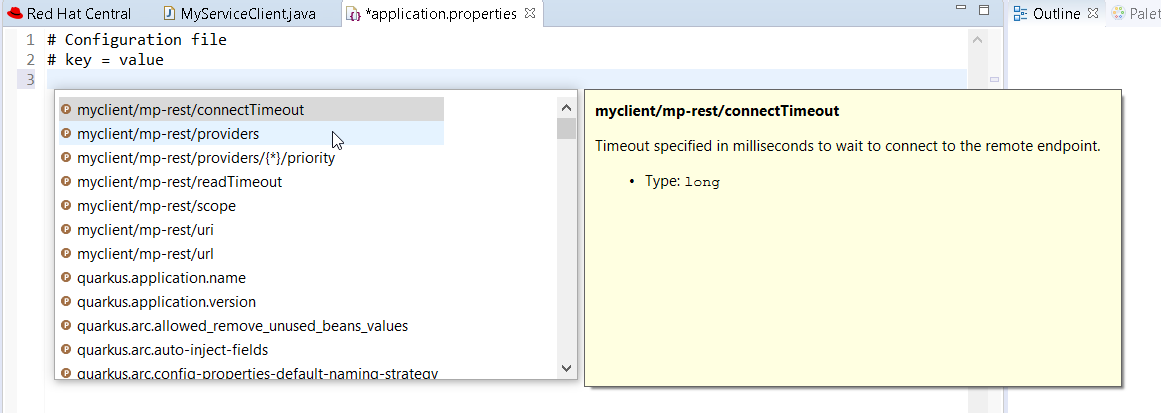 Red Hat Central
MyServiceClient.java
*application.properties
Outline
Palet
1 # Configuration file
2 # key = value
3
myclient/mp-rest/connectTimeout
myclient/mp-rest/providers
myclient/mp-rest/providers/{*}/priority
myclient/mp-rest/readTimeout
myclient/mp-rest/scope
myclient/mp-rest/uri
myclient/mp-rest/url
quarkus.application.name
quarkus.application.version
quarkus.arc.allowed_remove_unused_beans_values
quarkus.arc.auto-inject-fields
quarkus.arc.config-properties-default-naming-strategy
myclient/mp-rest/connectTimeout
Timeout specified in milliseconds to wait to connect to the remote endpoint.
• Type: long